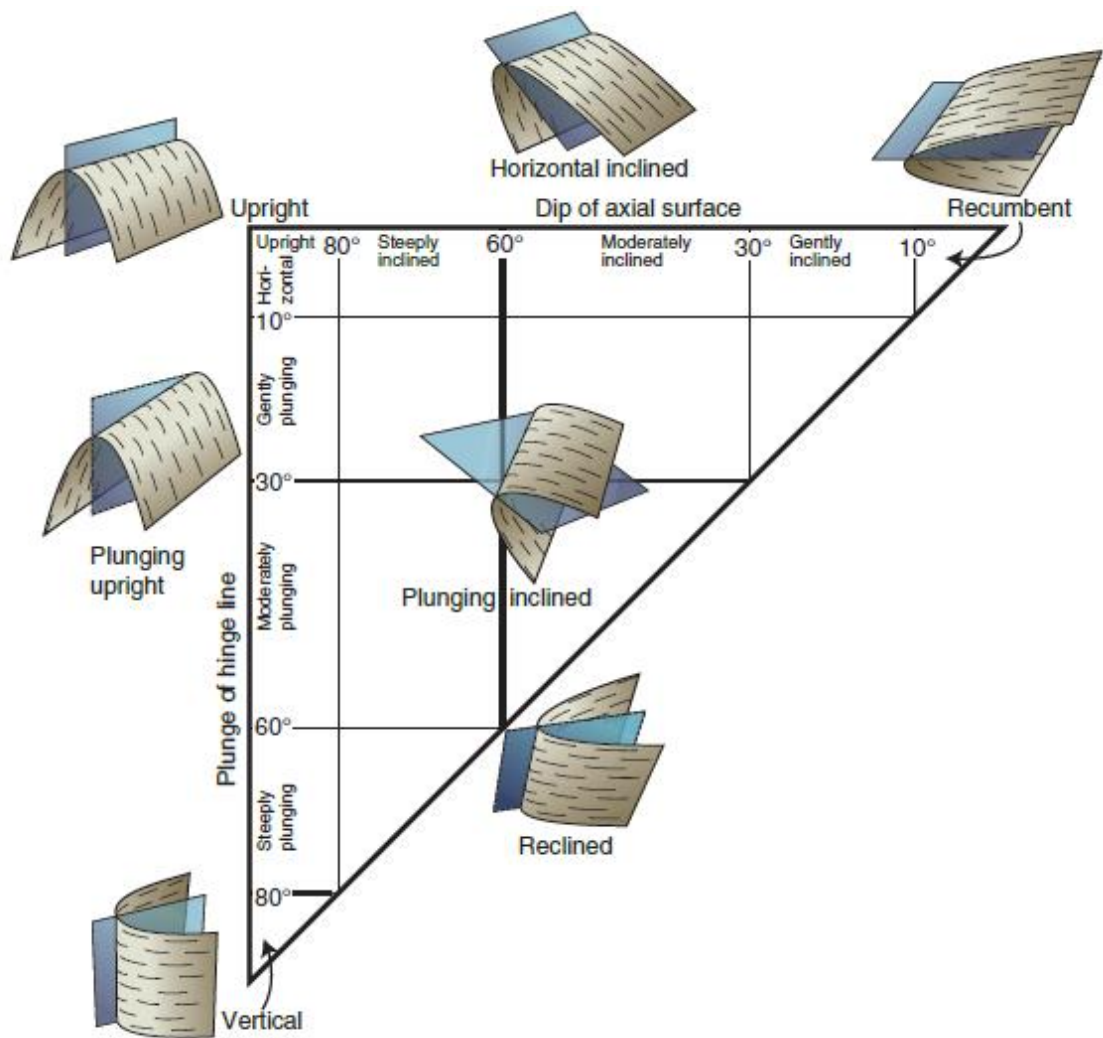 Horizontal inclined
Upright
Dip of axial surface
Recumbent
Upright
80°
Steeply
inclined
60°
Moderately
inclined
30°
Gently
inclined
10°
Hori-
zontal
10°
Gently
plunging
30°
Plunging
upright
Plunge of hinge line
Moderately
plunging
Plunging inclined
60°
Reclined
Steeply
plunging
80°
Vertical